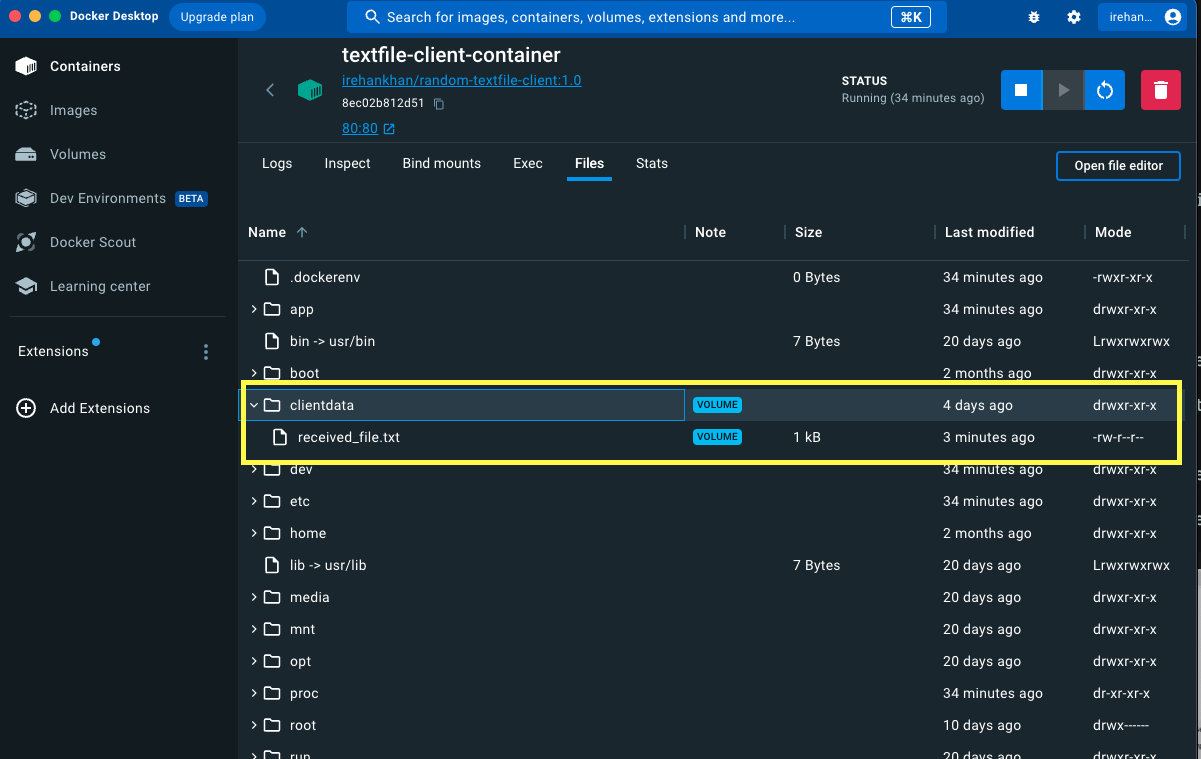 Docker Desktop Upgrade plan Search for images, containers, volumes, extensions and more... ⌘K irehan...
Containers
Images
Volumes
Dev Environments BETA
Docker Scout
Learning center
Extensions
Add Extensions
textfile-client-container
irehankhan/random-textfile-client:1.0
8ec02b812d51
80:80
STATUS
Running (34 minutes ago)
Logs Inspect Bind mounts Exec Files Stats Open file editor
Name Note Size Last modified Mode
.dockerenv 0 Bytes 34 minutes ago -rwxr-xr-x
app 34 minutes ago drwxr-xr-x
bin -> usr/bin 7 Bytes 20 days ago Lrwxrwxrwx
boot 2 months ago drwxr-xr-x
clientdata VOLUME 4 days ago drwxr-xr-x
received_file.txt VOLUME 1 kB 3 minutes ago -rw-r--r--
dev 34 minutes ago drwxr-xr-x
etc 34 minutes ago drwxr-xr-x
home 2 months ago drwxr-xr-x
lib -> usr/lib 7 Bytes 20 days ago Lrwxrwxrwx
media 20 days ago drwxr-xr-x
mnt 20 days ago drwxr-xr-x
opt 20 days ago drwxr-xr-x
proc 34 minutes ago dr-xr-xr-x
root 10 days ago drwx------
run 20 days ago drwxr-xr-x